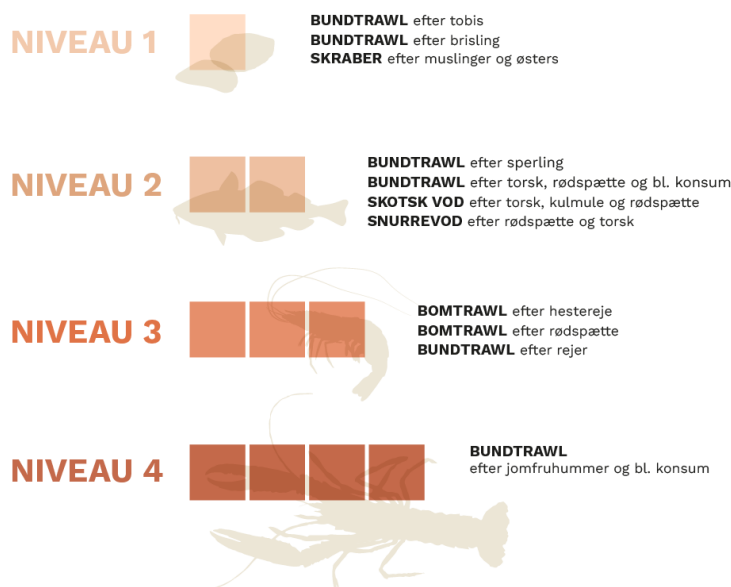 NIVEAU 1
BUNDTRAWL efter tobis
BUNDTRAWL efter brisling
SKRABER efter muslinger og østers
NIVEAU 2
BUNDTRAWL efter sperling
BUNDTRAWL efter torsk, rødspætte og bl. konsum
SKOTSK VOD efter torsk, kulmule og rødspætte
SNURREVOD efter rødspætte og torsk
NIVEAU 3
BOMTRAWL efter hestereje
BOMTRAWL efter rødspætte
BUNDTRAWL efter rejer
NIVEAU 4
BUNDTRAWL
efter jomfruhummer og bl. konsum